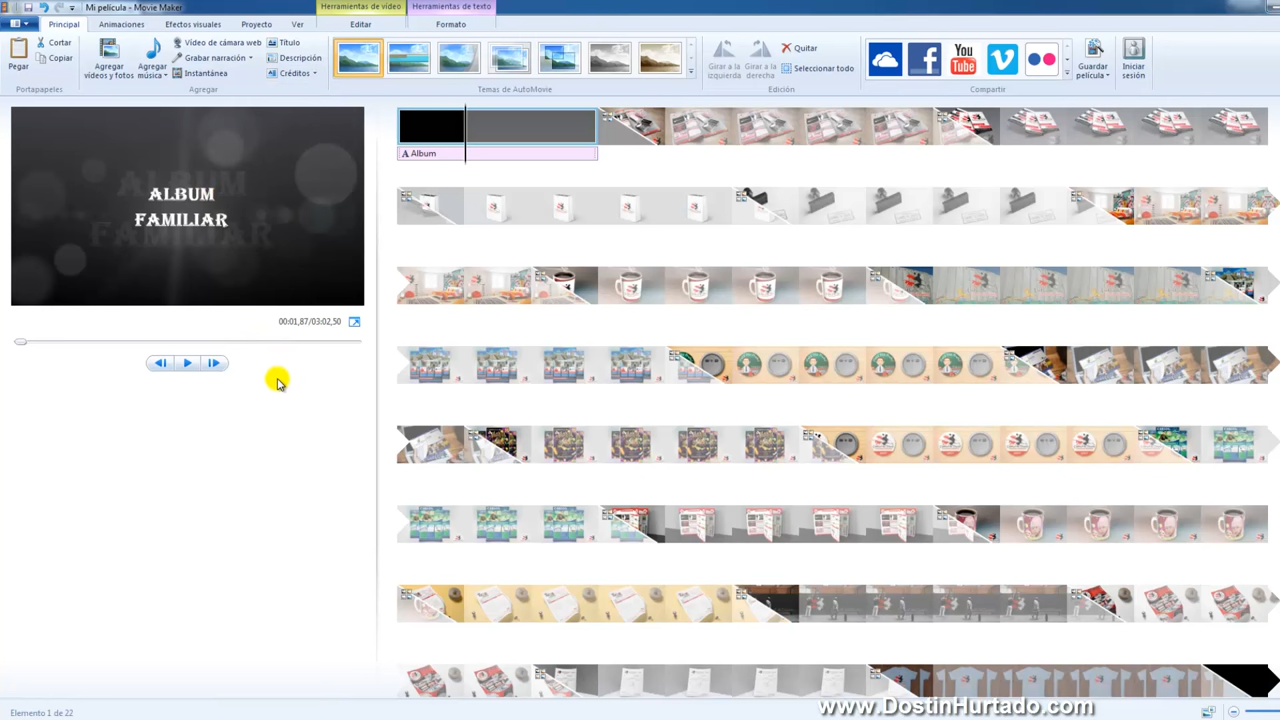 Mi película - Movie Maker
Herramientas de vídeo
Herramientas de texto
Principal
Animaciones
Efectos visuales
Proyecto
Ver
Editar
Formato
Pegar
Cortar
Copiar
Portapapeles
Agregar
vídeos y fotos
Agregar
música
Vídeo de cámara web
Grabar narración
Instantánea
Título
Descripción
Créditos
Agregar
Temas de AutoMovie
Girar a la
izquierda
Girar a la
derecha
Quitar
Seleccionar todo
Edición
You
Tube
Compartir
Guardar
película
Iniciar
sesión
ALBUM
FAMILIAR
00:01,87/03:02,50
A Album
Elemento 1 de 22
www.DostinHurtado.com